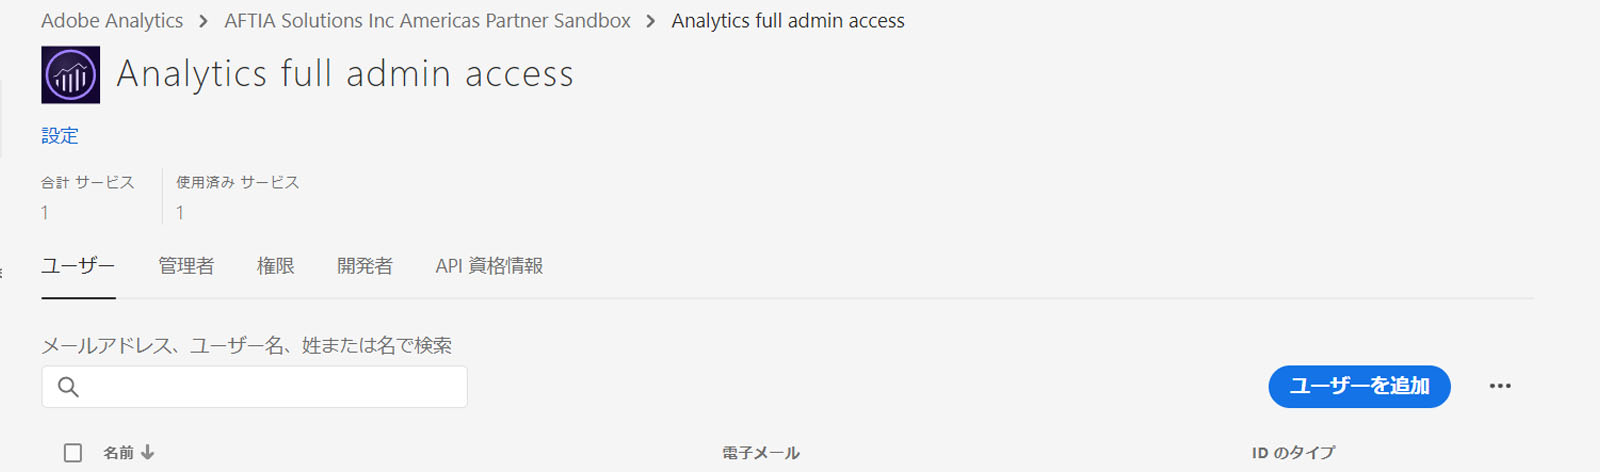 Adobe Analytics > AFTIA Solutions Inc Americas Partner Sandbox > Analytics full admin access
Analytics full admin access
設定
合計 サービス 使用済み サービス
1 1
ユーザー 管理者 権限 開発者 API 資格情報
メールアドレス、ユーザー名、姓または名で検索
ユーザーを追加 ...
名前 ↓ 電子メール ID のタイプ